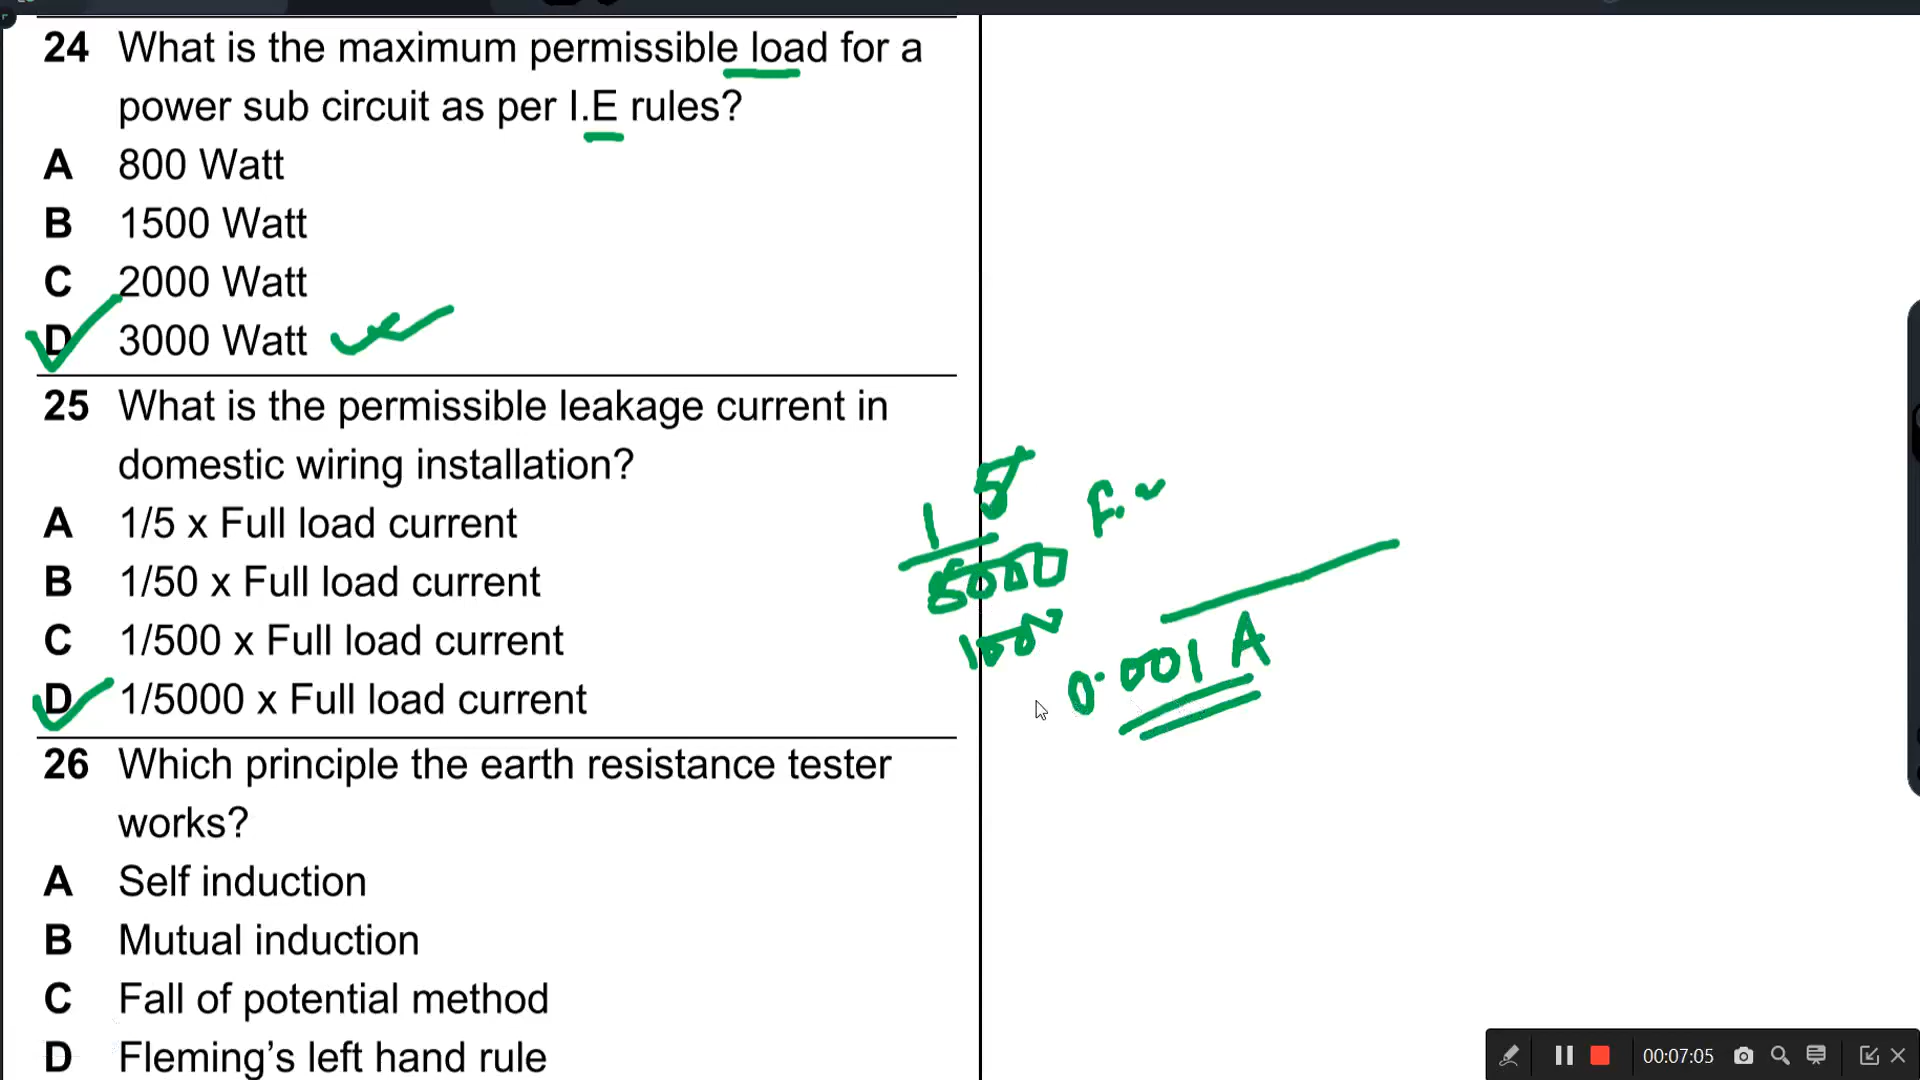 24 What is the maximum permissible load for a
power sub circuit as per I.E rules?
A 800 Watt
B 1500 Watt
C 2000 Watt
D 3000 Watt
25 What is the permissible leakage current in
domestic wiring installation?
A 1/5 x Full load current
B 1/50 x Full load current
C 1/500 x Full load current
D 1/5000 x Full load current
1 5
5000
1000
0.001 A
26 Which principle the earth resistance tester
works?
A Self induction
B Mutual induction
C Fall of potential method
D Fleming’s left hand rule
00:07:05